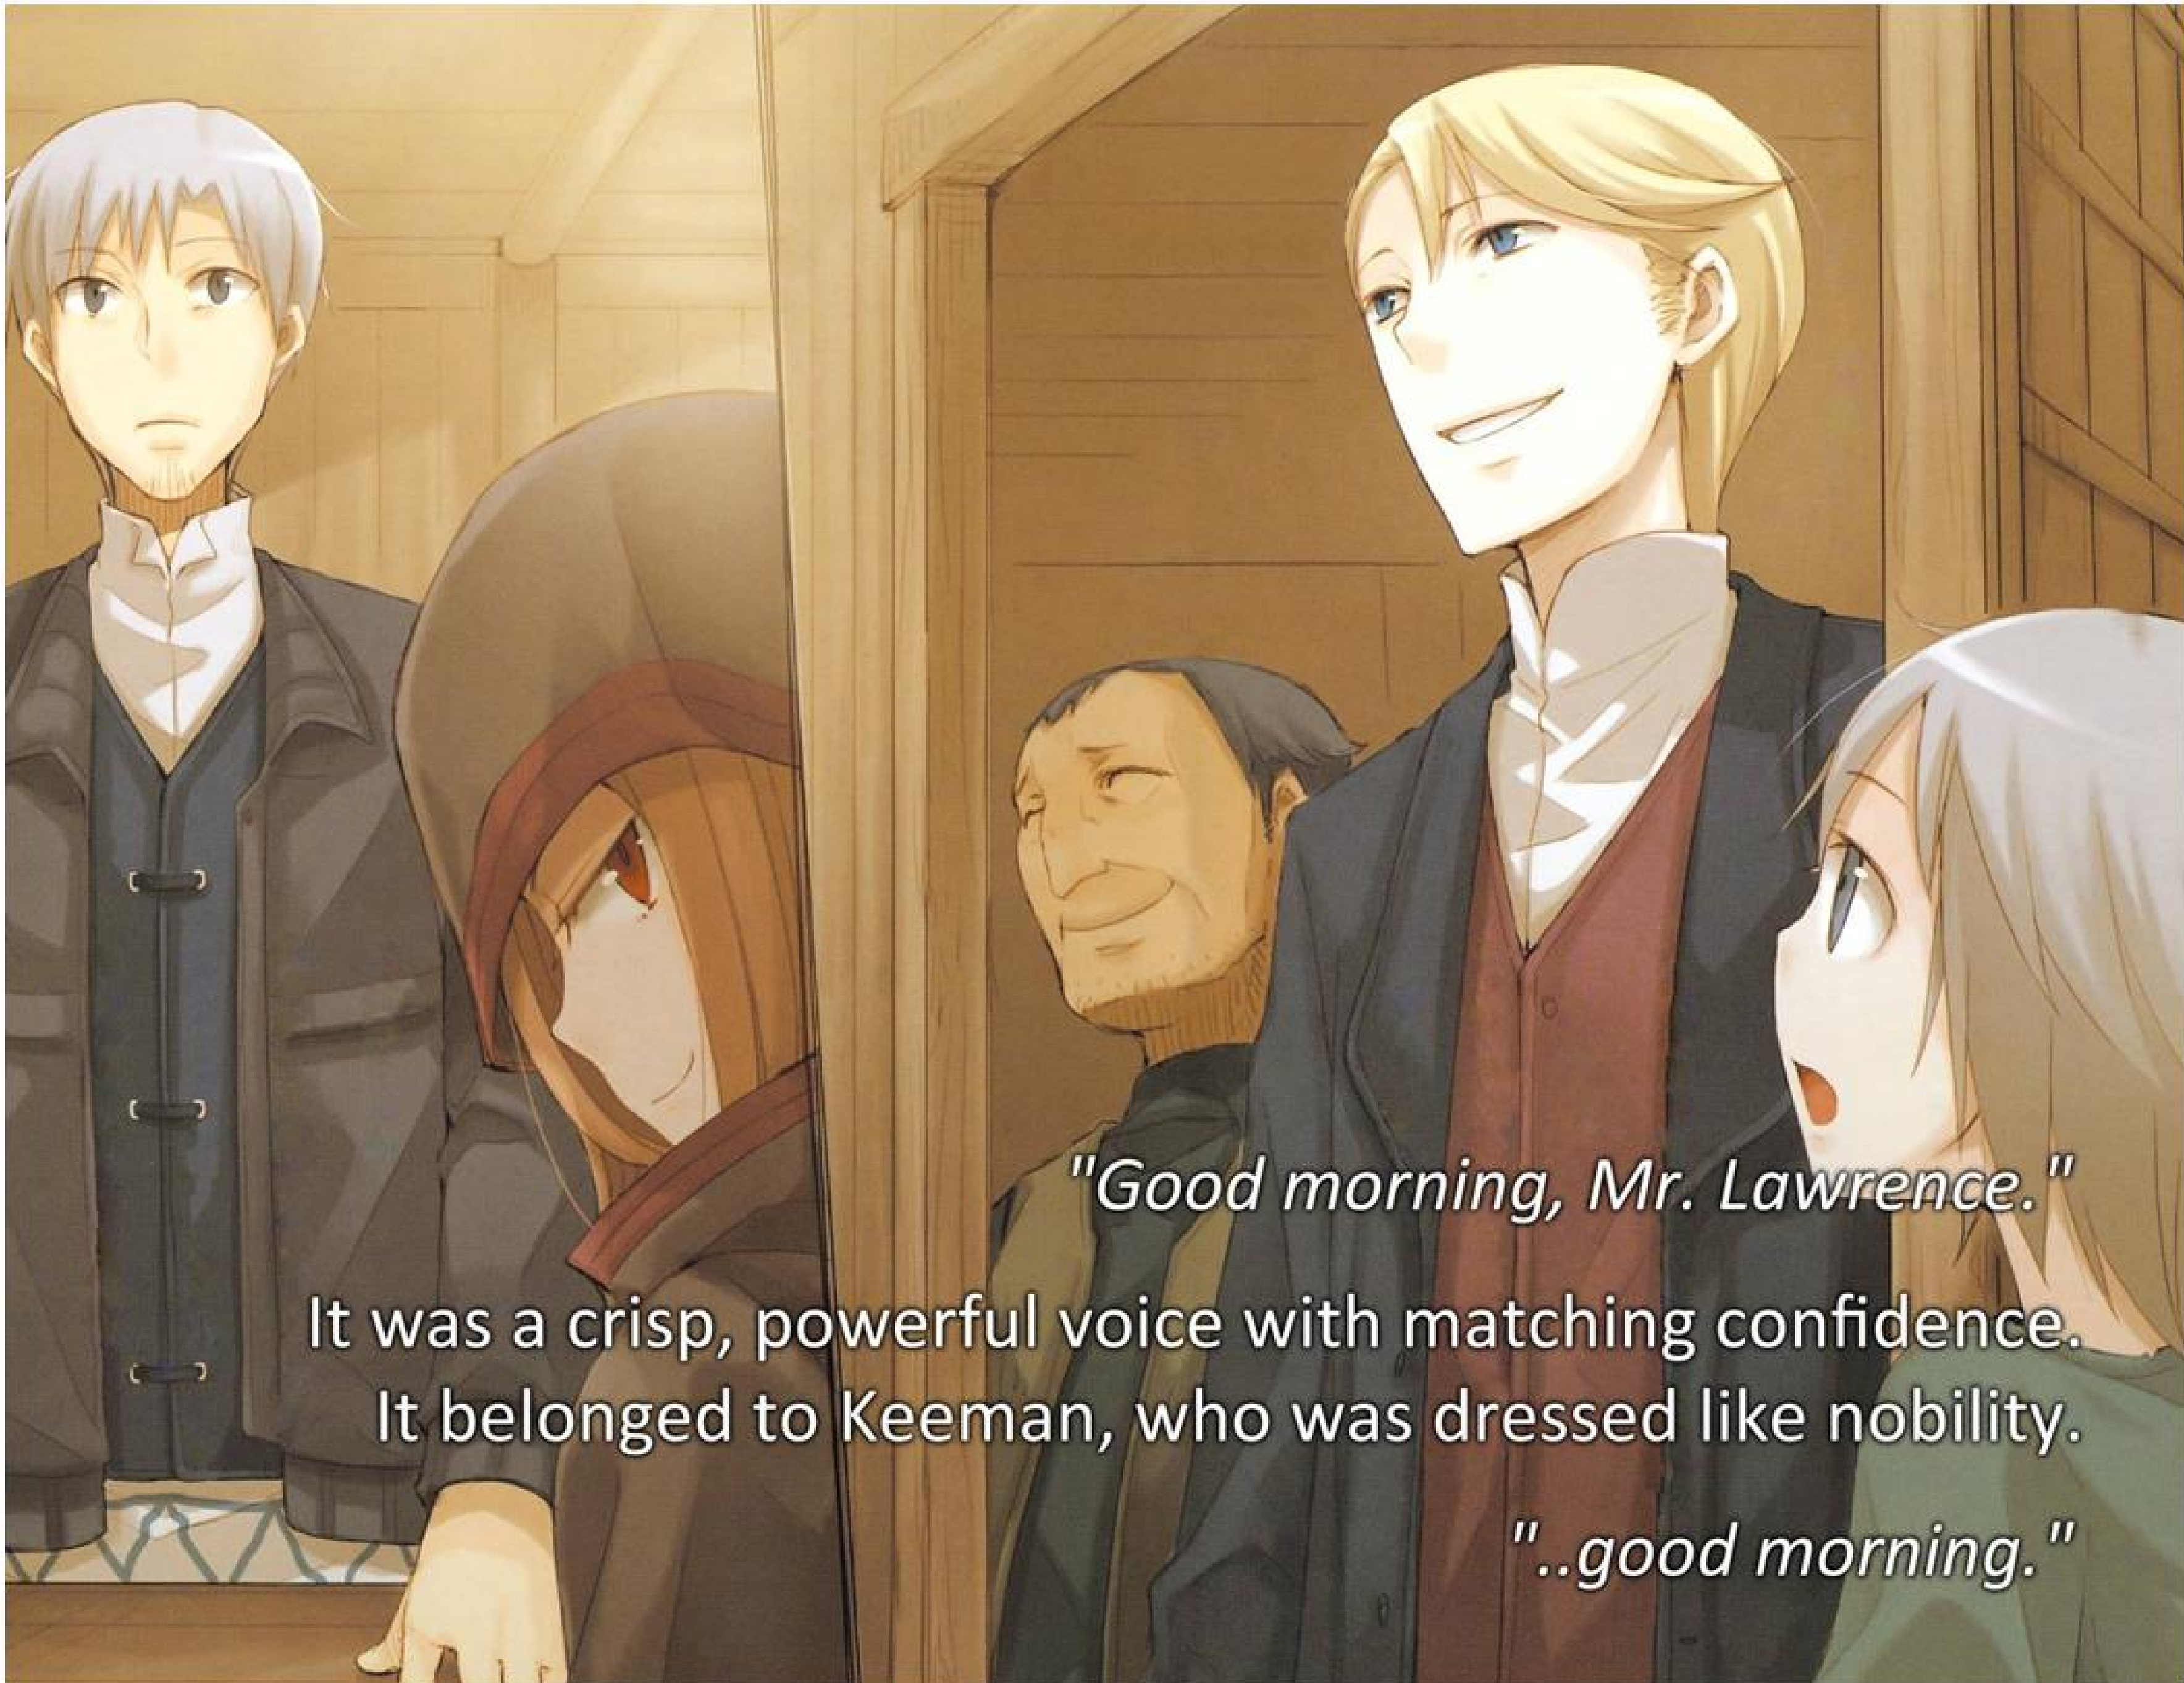 "Good morning, Mr. Lawrence."
It was a crisp, powerful voice with matching confidence.
It belonged to Keeman, who was dressed like nobility.
"..good morning."